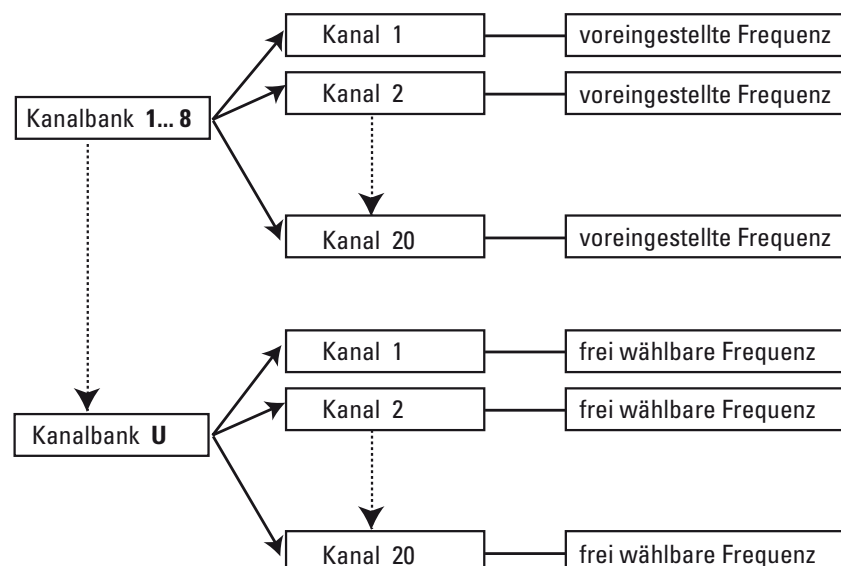 Kanal 1 voreingestellte Frequenz
Kanal 2 voreingestellte Frequenz
Kanalbank 1... 8
Kanal 20 voreingestellte Frequenz
Kanal 1 frei wählbare Frequenz
Kanal 2 frei wählbare Frequenz
Kanalbank U
Kanal 20 frei wählbare Frequenz